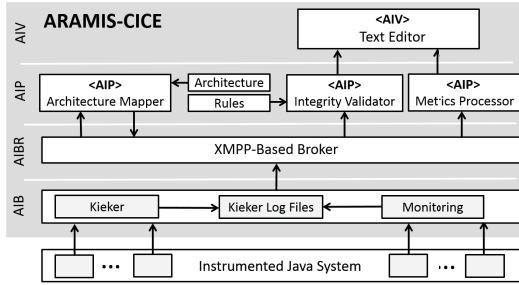 ARAMIS-CICE
AIV
<AIV>
Text Editor
AIP
<AIP>
Architecture Mapper
Architecture
Rules
<AIP>
Integrity Validator
<AIP>
Metrics Processor
AIBR
XMPP-Based Broker
AIB
Kieker
Kieker Log Files
Monitoring
Instrumented Java System